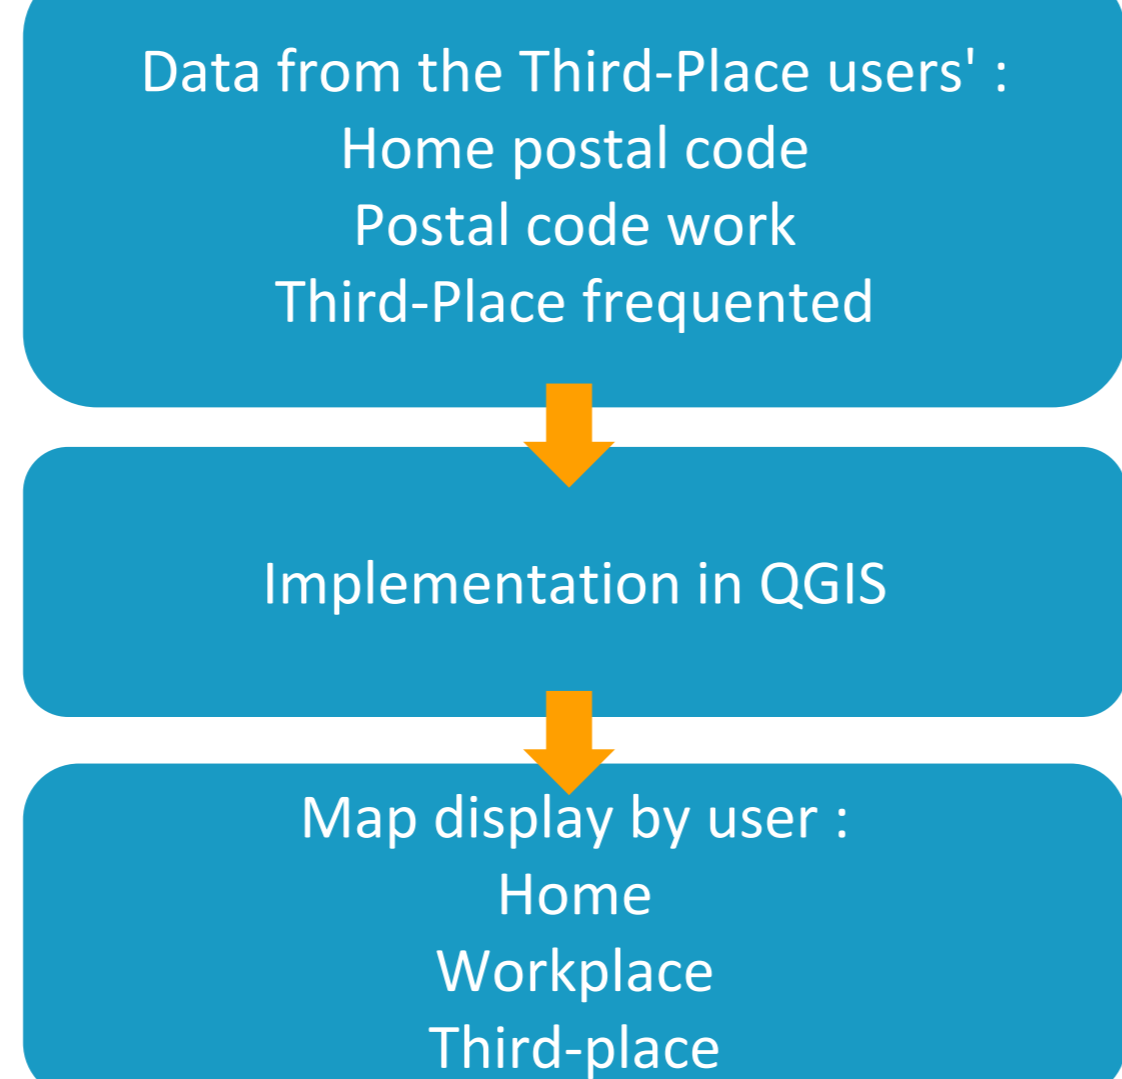 Data from the Third-Place users' :
Home postal code
Postal code work
Third-Place frequented
Implementation in QGIS
Map display by user :
Home
Workplace
Third-place